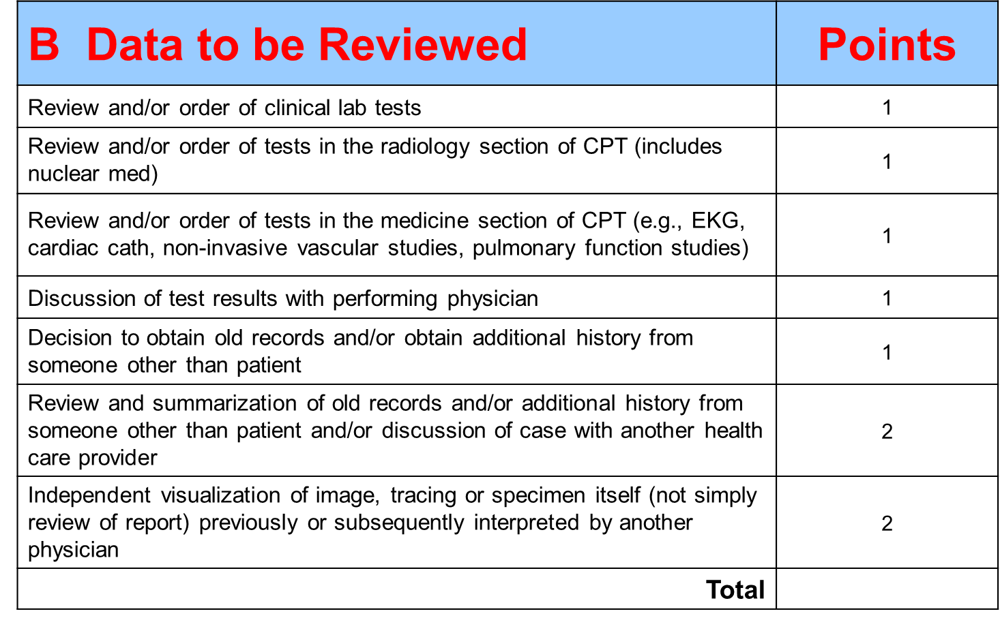 B Data to be Reviewed
Points
Review and/or order of clinical lab tests
1
Review and/or order of tests in the radiology section of CPT (includes
nuclear med)
1
Review and/or order of tests in the medicine section of CPT (e.g., EKG,
cardiac cath, non-invasive vascular studies, pulmonary function studies)
1
Discussion of test results with performing physician
1
Decision to obtain old records and/or obtain additional history from
someone other than patient
1
Review and summarization of old records and/or additional history from
someone other than patient and/or discussion of case with another health
care provider
2
Independent visualization of image, tracing or specimen itself (not simply
review of report) previously or subsequently interpreted by another
physician
2
Total